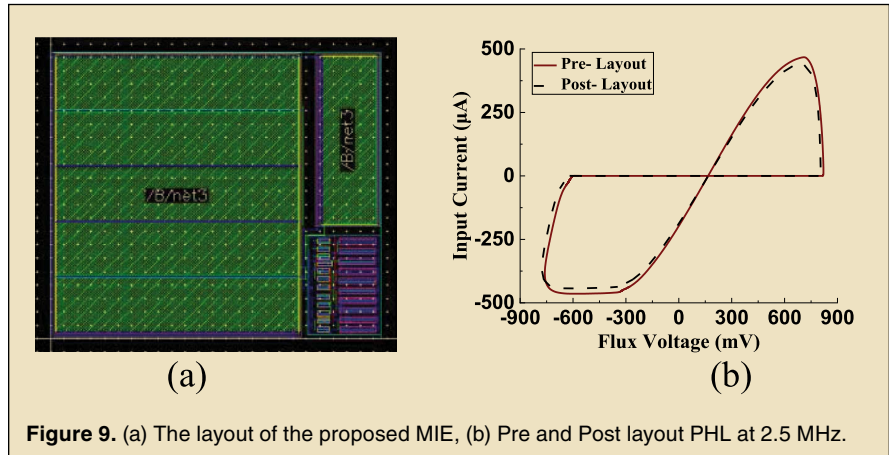 /B/net3
/B/net3
(a)
500
250
0
-250
-500
Input Current (μA)
Pre- Layout
Post- Layout
-900 -600 -300 0 300 600 900
Flux Voltage (mV)
(b)
Figure 9. (a) The layout of the proposed MIE, (b) Pre and Post layout PHL at 2.5 MHz.